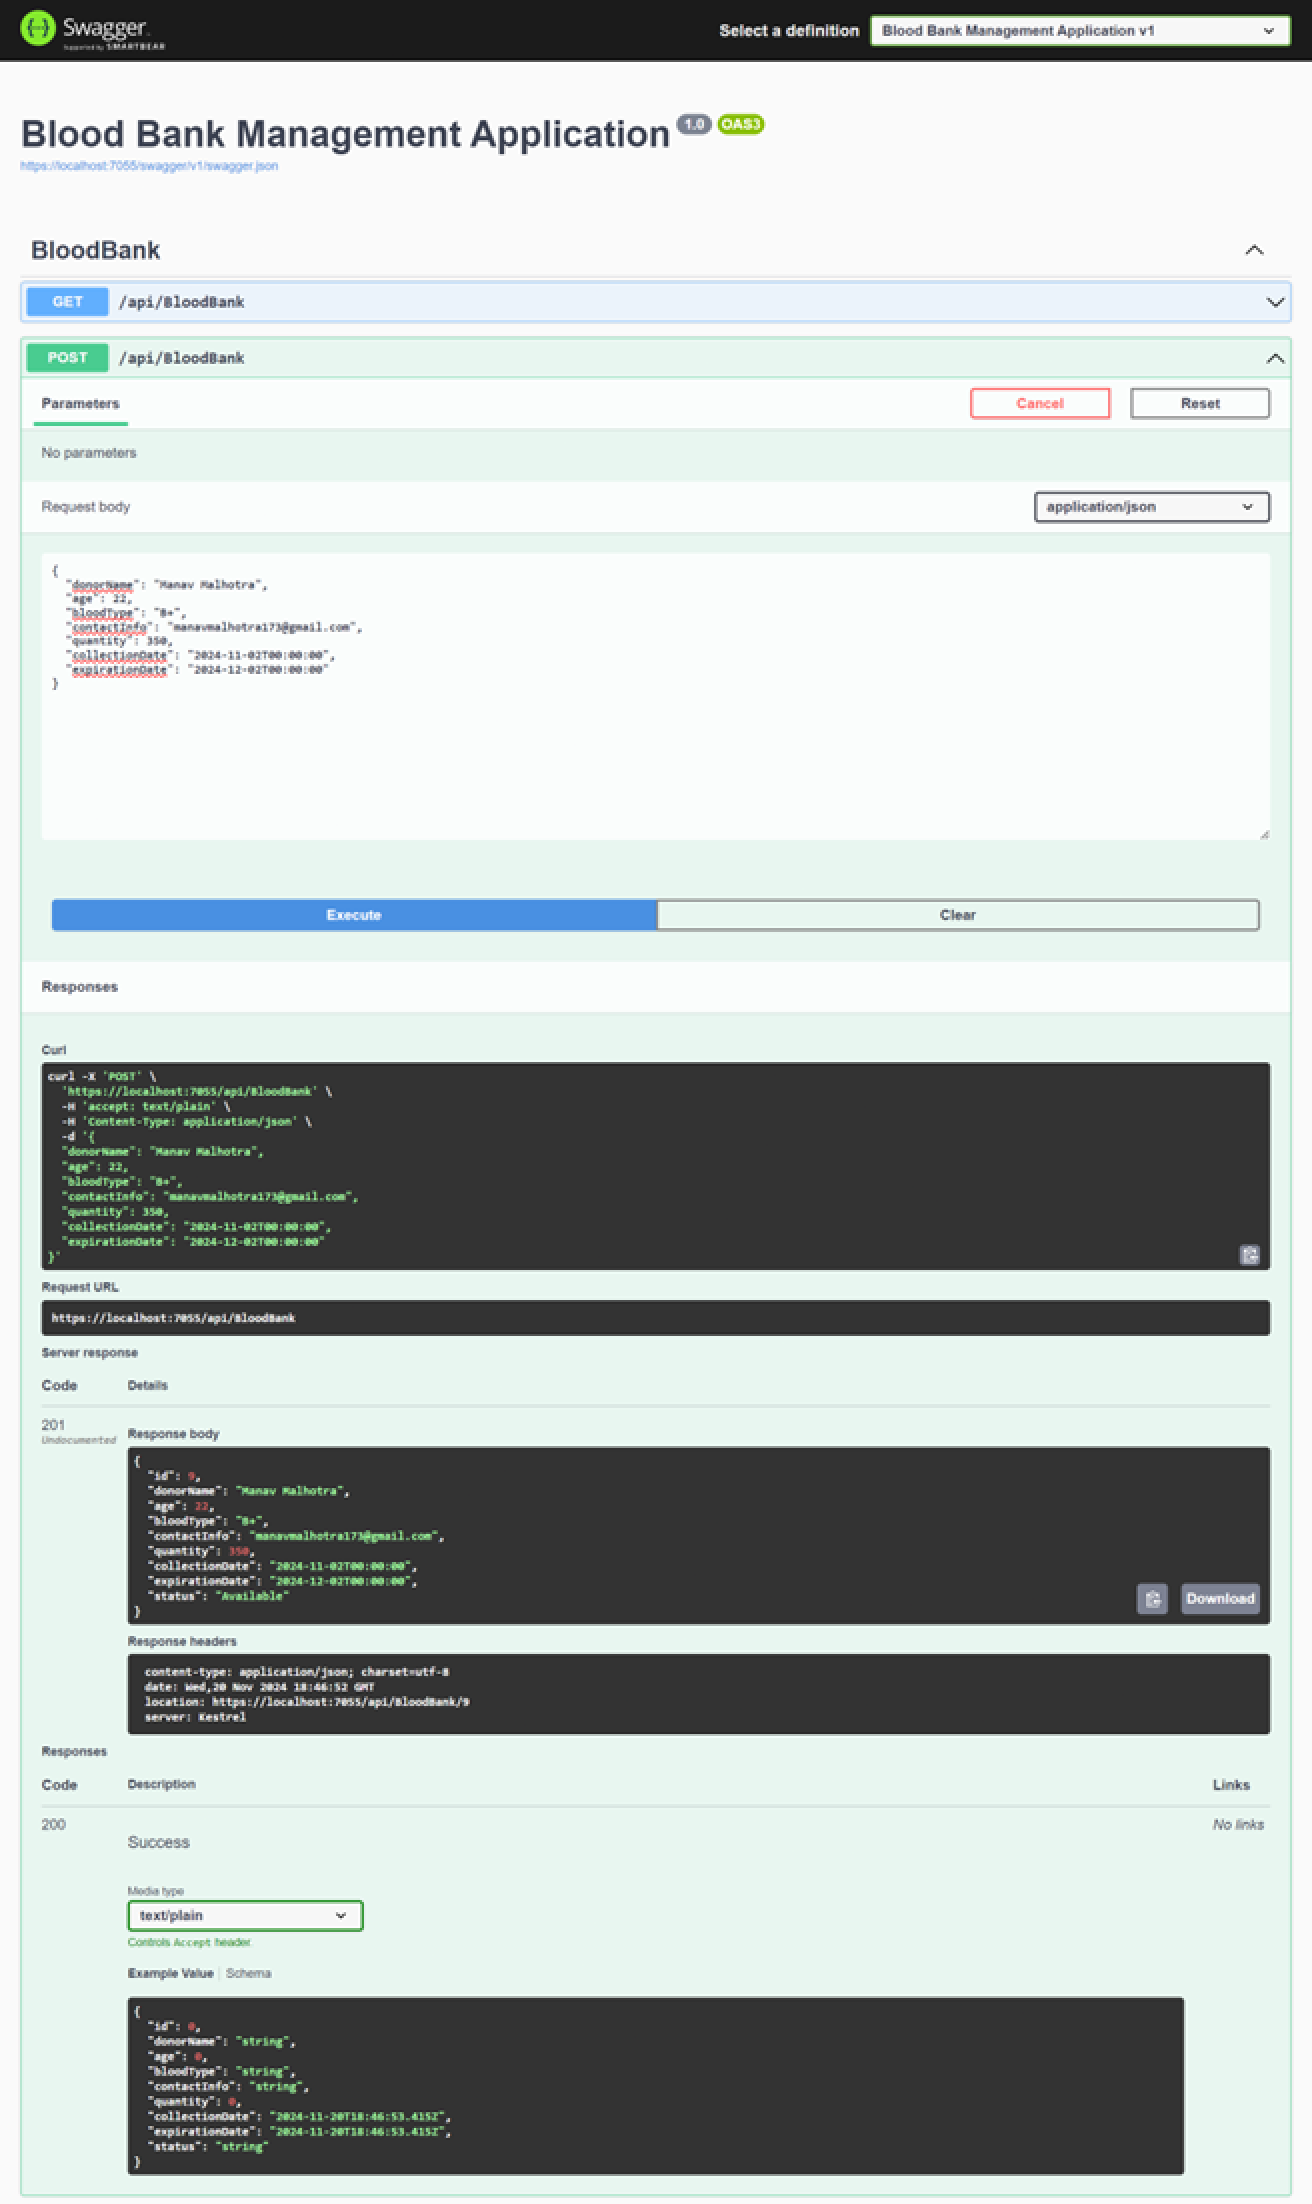 Swagger
Supported by SMARTBEAR
Select a definition
Blood Bank Management Application v1
Blood Bank Management Application 1.0 OAS3
https://localhost:7055/swagger/v1/swagger.json
BloodBank
GET /api/BloodBank
POST /api/BloodBank
Parameters
Cancel
Reset
No parameters
Request body
application/json
{
"donorName": "Manav Malhotra",
"age": 22,
"bloodType": "B+",
"contactInfo": "manavmalhotra173@gmail.com",
"quantity": 350,
"collectionDate": "2024-11-02T00:00:00",
"expirationDate": "2024-12-02T00:00:00"
}
Execute
Clear
Responses
Curl
curl -X 'POST' \
'https://localhost:7055/api/BloodBank' \
-H 'accept: text/plain' \
-H 'Content-Type: application/json' \
-d '{
"donorName": "Manav Malhotra",
"age": 22,
"bloodType": "B+",
"contactInfo": "manavmalhotra173@gmail.com",
"quantity": 350,
"collectionDate": "2024-11-02T00:00:00",
"expirationDate": "2024-12-02T00:00:00"
}'
Request URL
https://localhost:7055/api/BloodBank
Server response
Code Details
201
Undocumented
Response body
{
"id": 9,
"donorName": "Manav Malhotra",
"age": 22,
"bloodType": "B+",
"contactInfo": "manavmalhotra173@gmail.com",
"quantity": 350,
"collectionDate": "2024-11-02T00:00:00",
"expirationDate": "2024-12-02T00:00:00",
"status": "Available"
}
Download
Response headers
content-type: application/json; charset=utf-8
date: Wed,20 Nov 2024 18:46:52 GMT
location: https://localhost:7055/api/BloodBank/9
server: Kestrel
Responses
Code Description Links
200
Success
No links
Media type
text/plain
Controls Accept header.
Example Value Schema
{
"id": 0,
"donorName": "string",
"age": 0,
"bloodType": "string",
"contactInfo": "string",
"quantity": 0,
"collectionDate": "2024-11-20T18:46:53.415Z",
"expirationDate": "2024-11-20T18:46:53.415Z",
"status": "string"
}